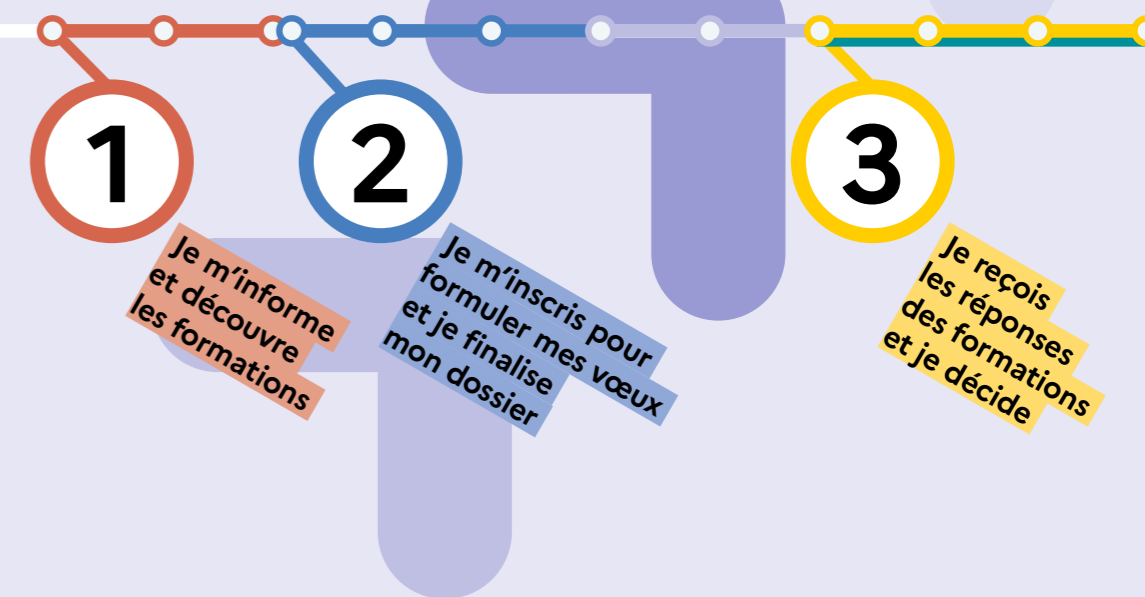 1
Je m'informe
et découvre
les formations
2
Je m'inscris pour
formuler mes vœux
et je finalise
mon dossier
3
Je reçois
les réponses
des formations
et je décide